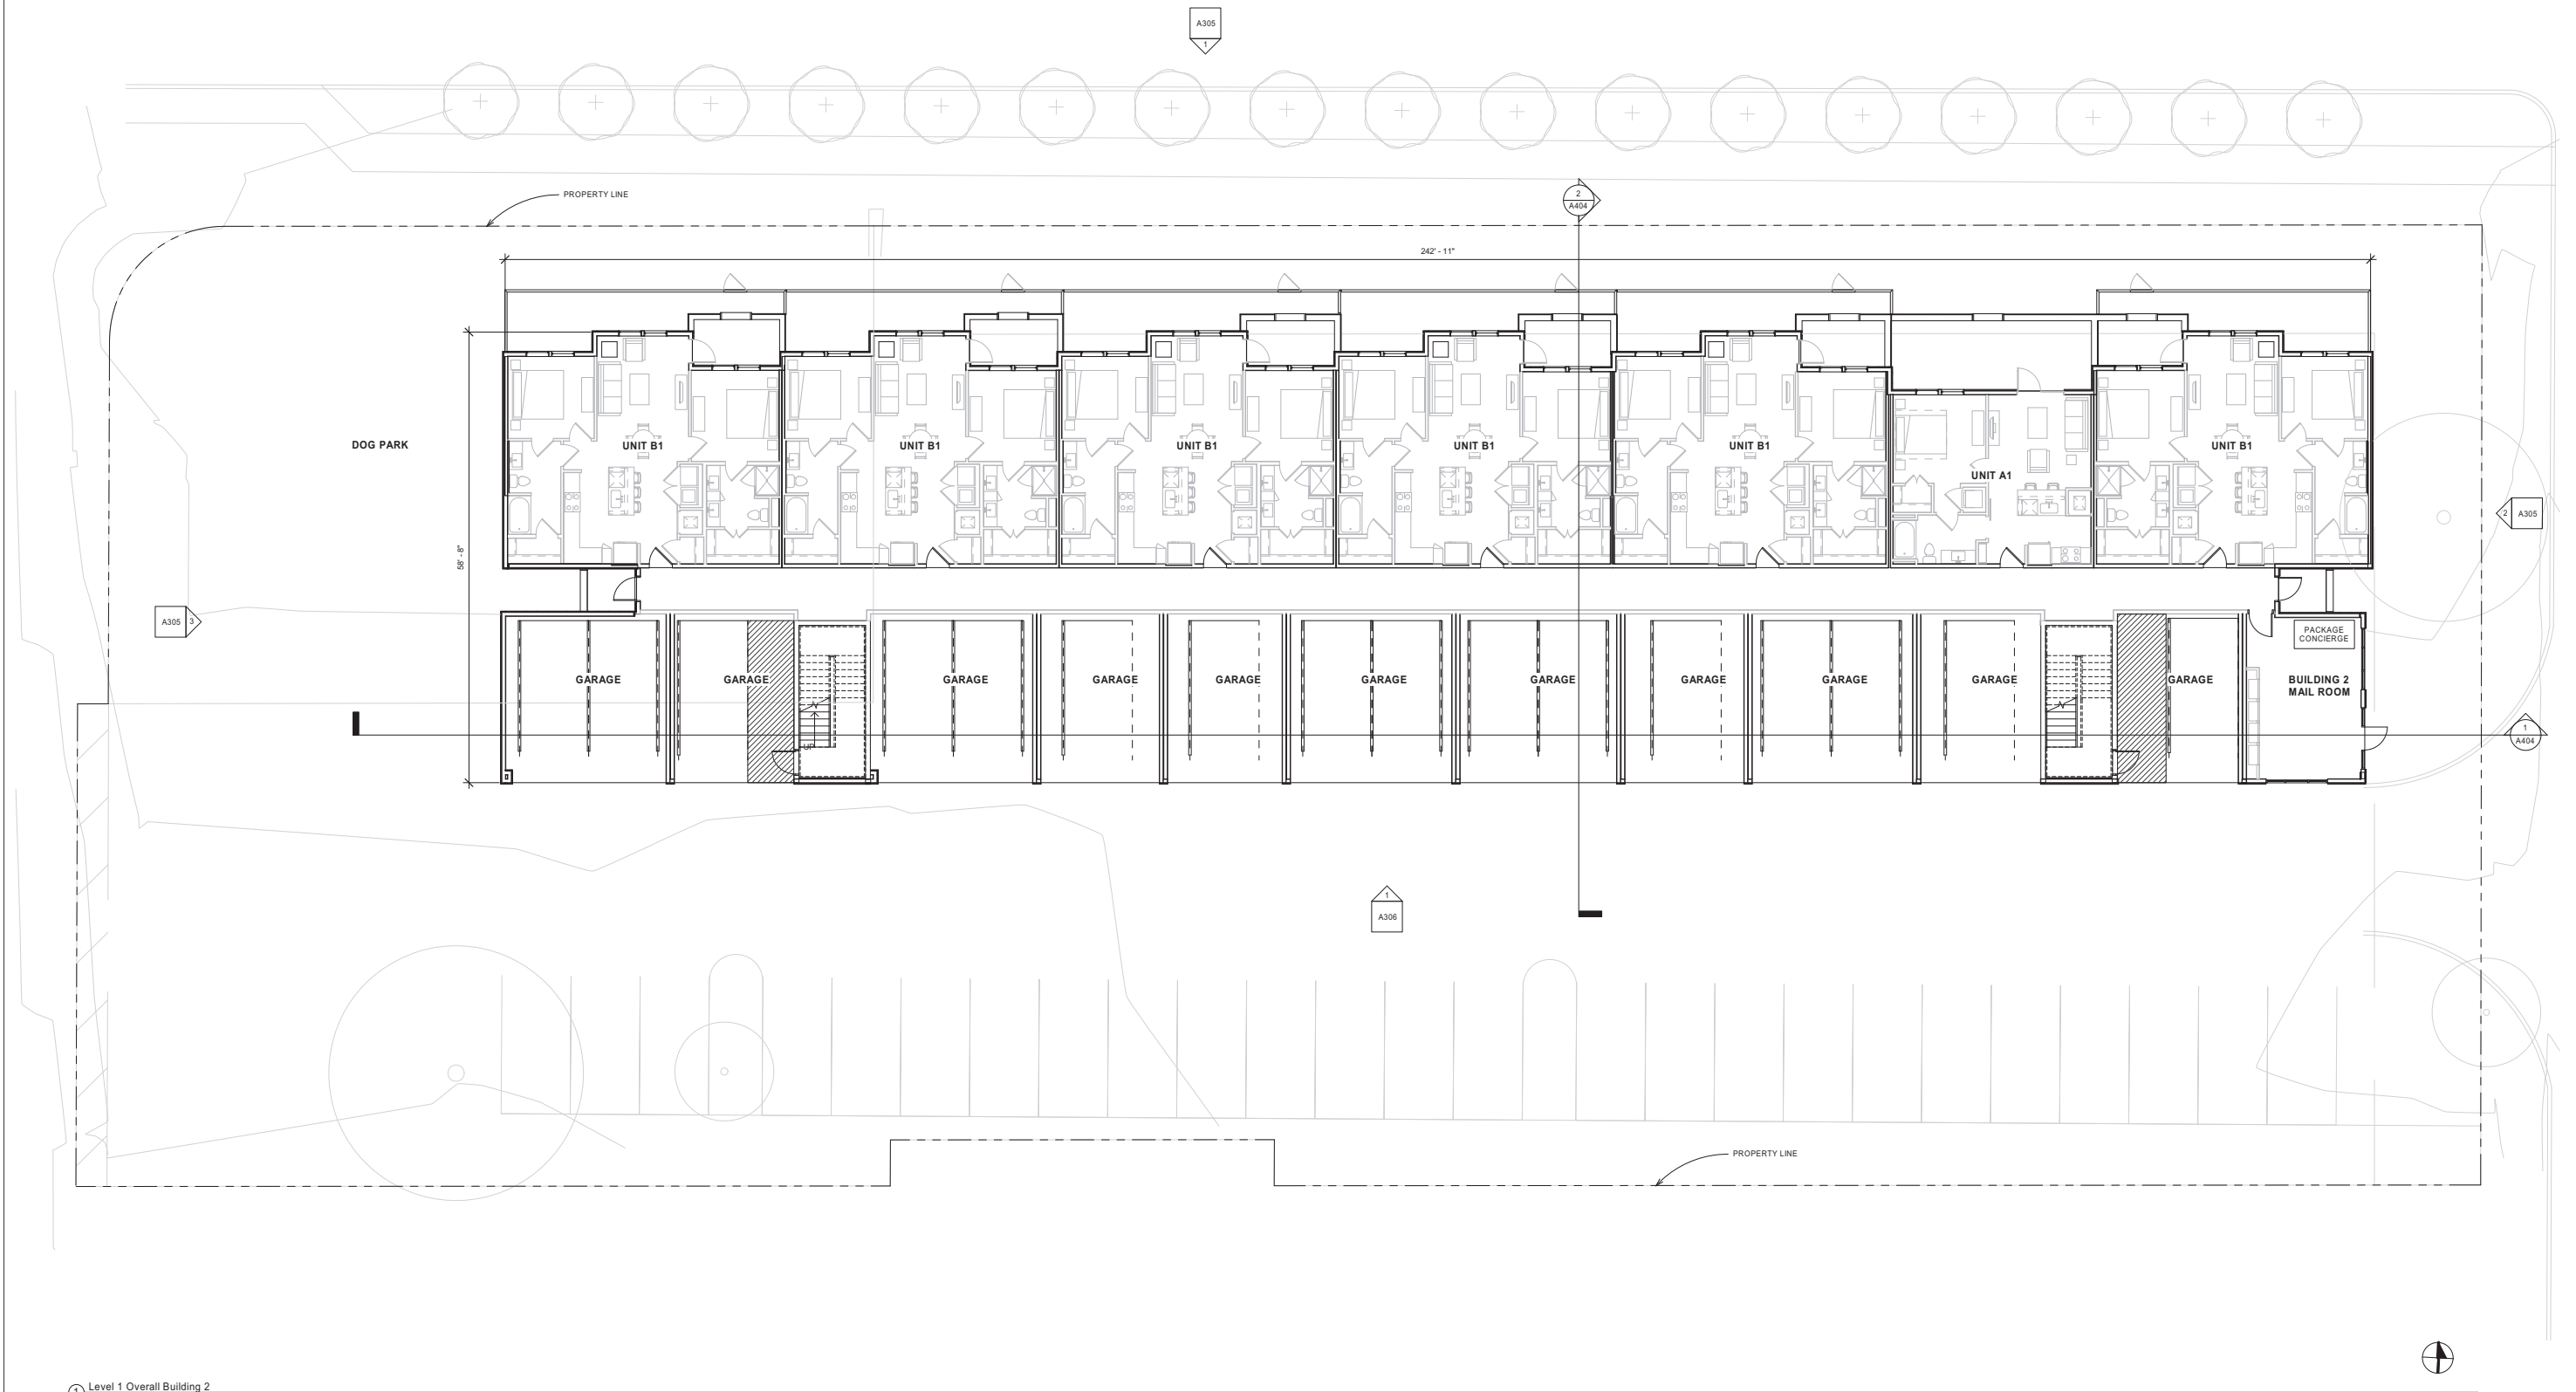 A305
1
PROPERTY LINE
2
A404
242' - 11"
DOG PARK
UNIT B1
UNIT B1
UNIT B1
UNIT B1
UNIT B1
UNIT A1
UNIT B1
2
A305
58' - 8"
A305
3
PACKAGE
CONCIERGE
GARAGE
GARAGE
GARAGE
GARAGE
GARAGE
GARAGE
GARAGE
GARAGE
GARAGE
GARAGE
GARAGE
BUILDING 2
MAIL ROOM
UP
1
A404
1
A306
PROPERTY LINE
1
Level 1 Overall Building 2